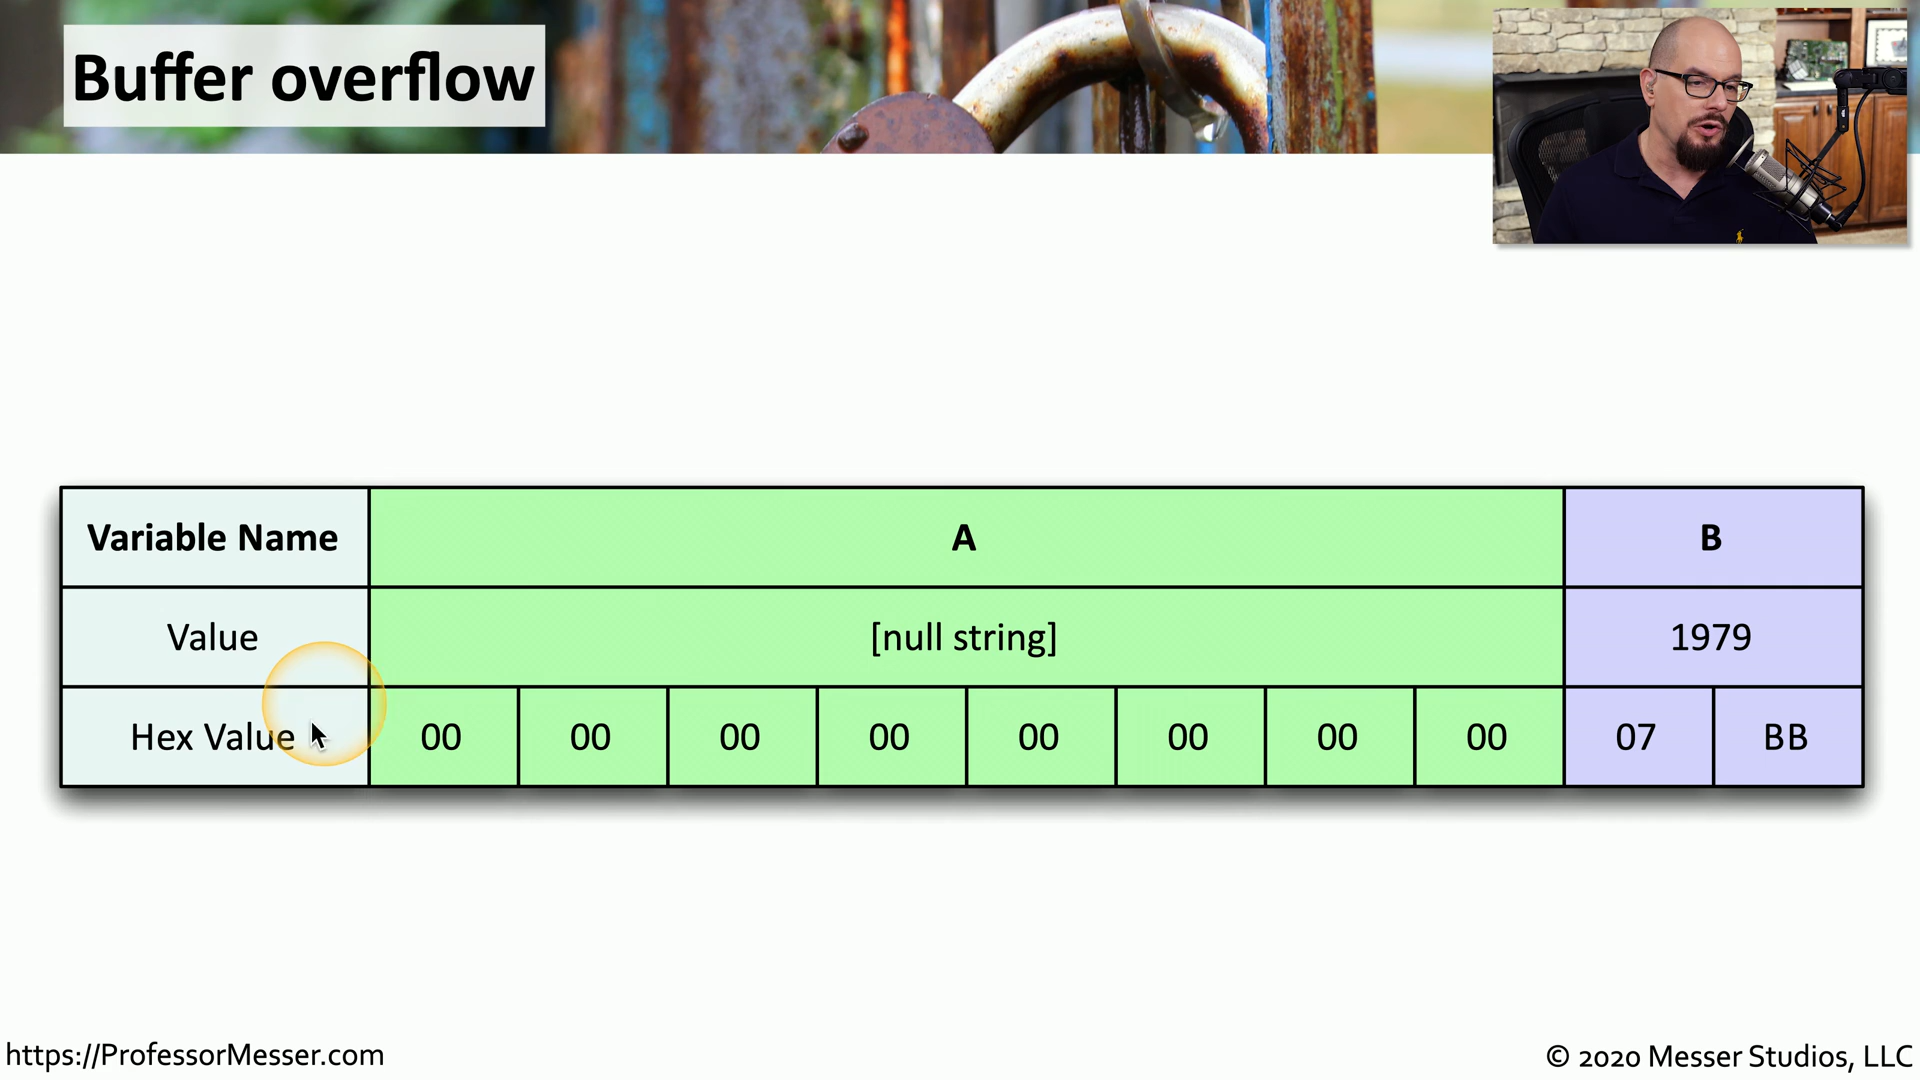 Buffer overflow
Variable Name A B
Value [null string] 1979
Hex Value 00 00 00 00 00 00 00 00 07 BB
https://ProfessorMesser.com
© 2020 Messer Studios, LLC